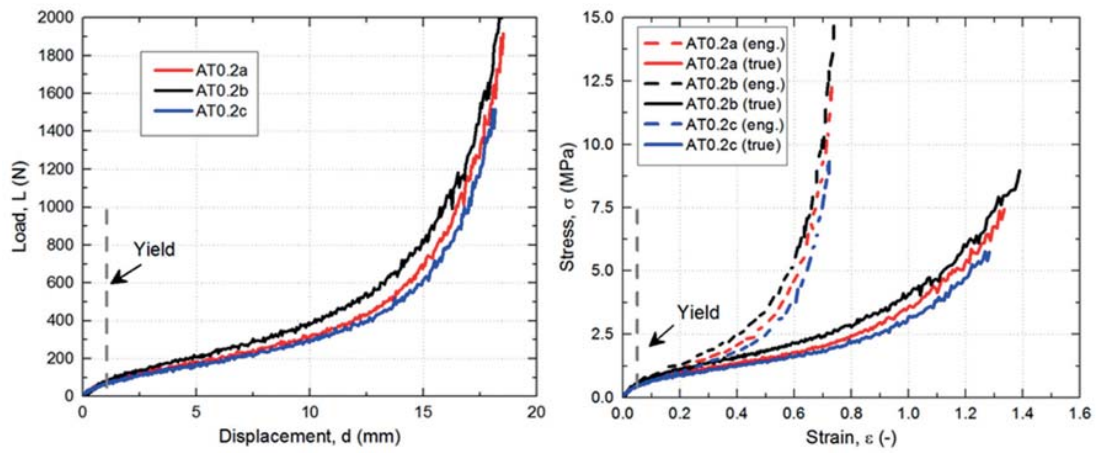 2000
1800
1600
1400
1200
1000
800
600
400
200
0
Load, L (N)
AT0.2a
AT0.2b
AT0.2c
Yield
0
5
10
15
20
Displacement, d (mm)
15.0
12.5
10.0
7.5
5.0
2.5
0.0
Stress, σ (MPa)
AT0.2a (eng.)
AT0.2a (true)
AT0.2b (eng.)
AT0.2b (true)
AT0.2c (eng.)
AT0.2c (true)
Yield
0.0
0.2
0.4
0.6
0.8
1.0
1.2
1.4
1.6
Strain, ε (-)